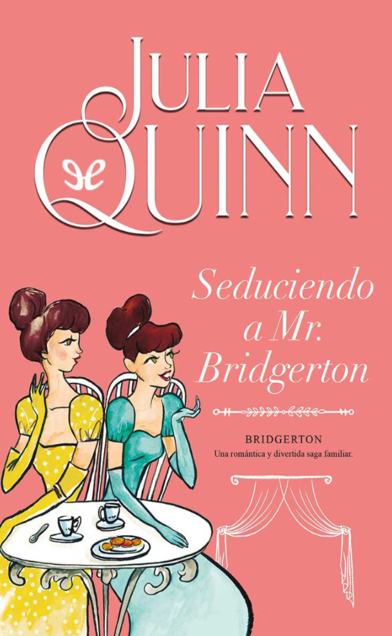 JULIA
QUINN
Seduciendo
a Mr.
Bridgerton
BRIDGERTON
Una romántica y divertida saga familiar.